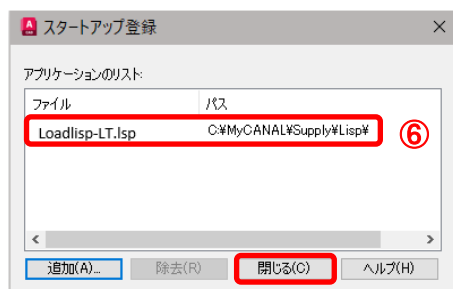 スタートアップ登録
アプリケーションのリスト:
ファイル パス
Loadlisp-LT.lsp C:¥MyCANAL¥Supply¥Lisp¥ ⑥
追加(A)... 除去(R) 閉じる(C) ヘルプ(H)